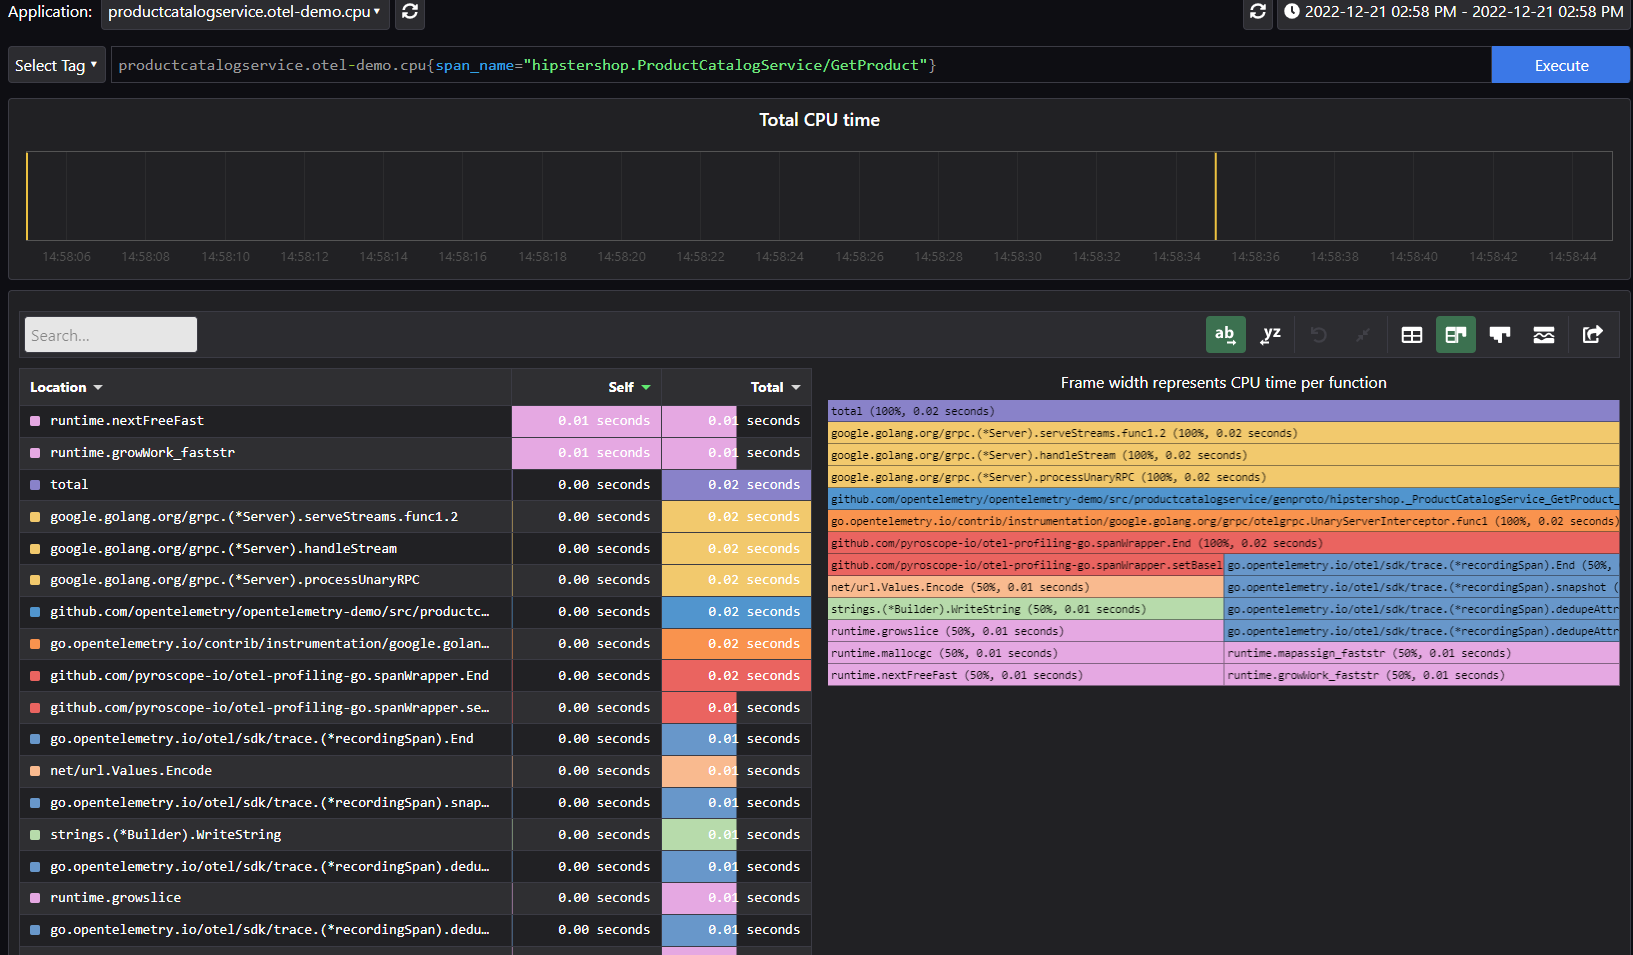 Application: productcatalogservice.otel-demo.cpu
2022-12-21 02:58 PM - 2022-12-21 02:58 PM
Select Tag
productcatalogservice.otel-demo.cpu{span_name="hipstershop.ProductCatalogService/GetProduct"}
Execute
Total CPU time
14:58:06 14:58:08 14:58:10 14:58:12 14:58:14 14:58:16 14:58:18 14:58:20 14:58:22 14:58:24 14:58:26 14:58:28 14:58:30 14:58:32 14:58:34 14:58:36 14:58:38 14:58:40 14:58:42 14:58:44
Search...
ab yz
Location Self Total
runtime.nextFreeFast 0.01 seconds 0.01 seconds
runtime.growWork_faststr 0.01 seconds 0.01 seconds
total 0.00 seconds 0.02 seconds
google.golang.org/grpc.(*Server).serveStreams.func1.2 0.00 seconds 0.02 seconds
google.golang.org/grpc.(*Server).handleStream 0.00 seconds 0.02 seconds
google.golang.org/grpc.(*Server).processUnaryRPC 0.00 seconds 0.02 seconds
github.com/opentelemetry/opentelemetry-demo/src/productc… 0.00 seconds 0.02 seconds
go.opentelemetry.io/contrib/instrumentation/google.golan… 0.00 seconds 0.02 seconds
github.com/pyroscope-io/otel-profiling-go.spanWrapper.End 0.00 seconds 0.02 seconds
github.com/pyroscope-io/otel-profiling-go.spanWrapper.se… 0.00 seconds 0.01 seconds
go.opentelemetry.io/otel/sdk/trace.(*recordingSpan).End 0.00 seconds 0.01 seconds
net/url.Values.Encode 0.00 seconds 0.01 seconds
go.opentelemetry.io/otel/sdk/trace.(*recordingSpan).snap… 0.00 seconds 0.01 seconds
strings.(*Builder).WriteString 0.00 seconds 0.01 seconds
go.opentelemetry.io/otel/sdk/trace.(*recordingSpan).dedu… 0.00 seconds 0.01 seconds
runtime.growslice 0.00 seconds 0.01 seconds
go.opentelemetry.io/otel/sdk/trace.(*recordingSpan).dedu… 0.00 seconds 0.01 seconds
Frame width represents CPU time per function
total (100%, 0.02 seconds)
google.golang.org/grpc.(*Server).serveStreams.func1.2 (100%, 0.02 seconds)
google.golang.org/grpc.(*Server).handleStream (100%, 0.02 seconds)
google.golang.org/grpc.(*Server).processUnaryRPC (100%, 0.02 seconds)
github.com/opentelemetry/opentelemetry-demo/src/productcatalogservice/genproto/hipstershop._ProductCatalogService_GetProduct_
go.opentelemetry.io/contrib/instrumentation/google.golang.org/grpc/otelgrpc.UnaryServerInterceptor.func1 (100%, 0.02 seconds)
github.com/pyroscope-io/otel-profiling-go.spanWrapper.End (100%, 0.02 seconds)
github.com/pyroscope-io/otel-profiling-go.spanWrapper.setBasel go.opentelemetry.io/otel/sdk/trace.(*recordingSpan).End (50%,
net/url.Values.Encode (50%, 0.01 seconds) go.opentelemetry.io/otel/sdk/trace.(*recordingSpan).snapshot (
strings.(*Builder).WriteString (50%, 0.01 seconds) go.opentelemetry.io/otel/sdk/trace.(*recordingSpan).dedupeAttr
runtime.growslice (50%, 0.01 seconds) go.opentelemetry.io/otel/sdk/trace.(*recordingSpan).dedupeAttr
runtime.mallocgc (50%, 0.01 seconds) runtime.mapassign_faststr (50%, 0.01 seconds)
runtime.nextFreeFast (50%, 0.01 seconds) runtime.growWork_faststr (50%, 0.01 seconds)